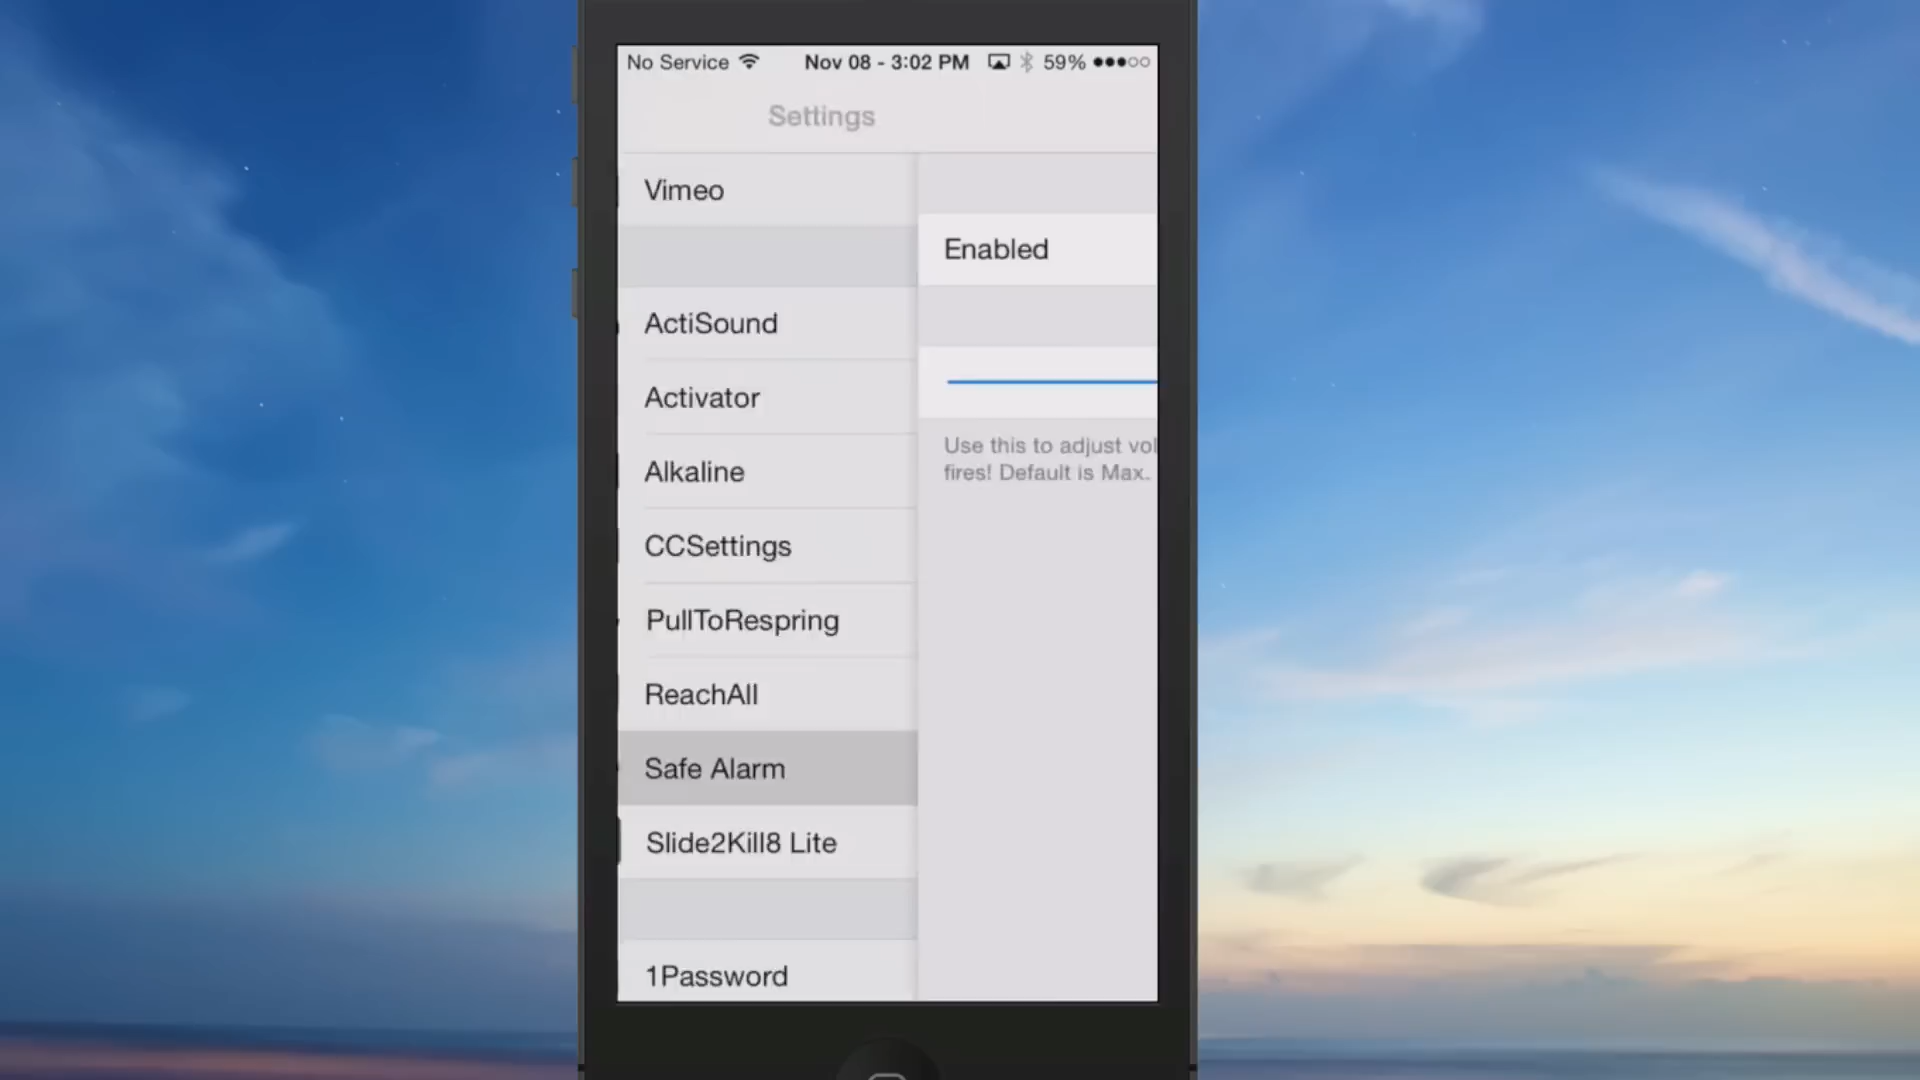 No Service Nov 08 - 3:02 PM 59%
Settings
Vimeo
ActiSound
Activator
Alkaline
CCSettings
PullToRespring
ReachAll
Safe Alarm
Slide2Kill8 Lite
1Password
Enabled
Use this to adjust vol
fires! Default is Max.